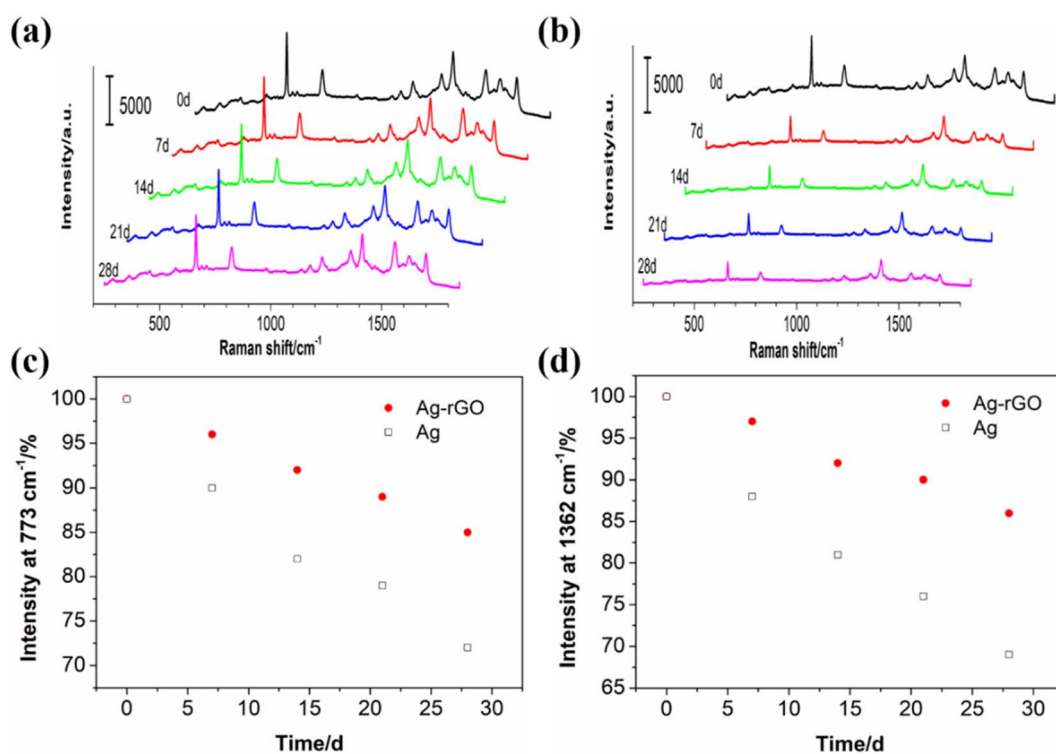 (a)
Intensity/a.u.
5000
0d
7d
14d
21d
28d
500
1000
1500
Raman shift/cm⁻¹
(b)
Intensity/a.u.
5000
0d
7d
14d
21d
28d
500
1000
1500
Raman shift/cm⁻¹
(c)
Intensity at 773 cm⁻¹/%
100
95
90
85
80
75
70
Ag-rGO
Ag
0
5
10
15
20
25
30
Time/d
(d)
Intensity at 1362 cm⁻¹/%
100
95
90
85
80
75
70
65
Ag-rGO
Ag
0
5
10
15
20
25
30
Time/d